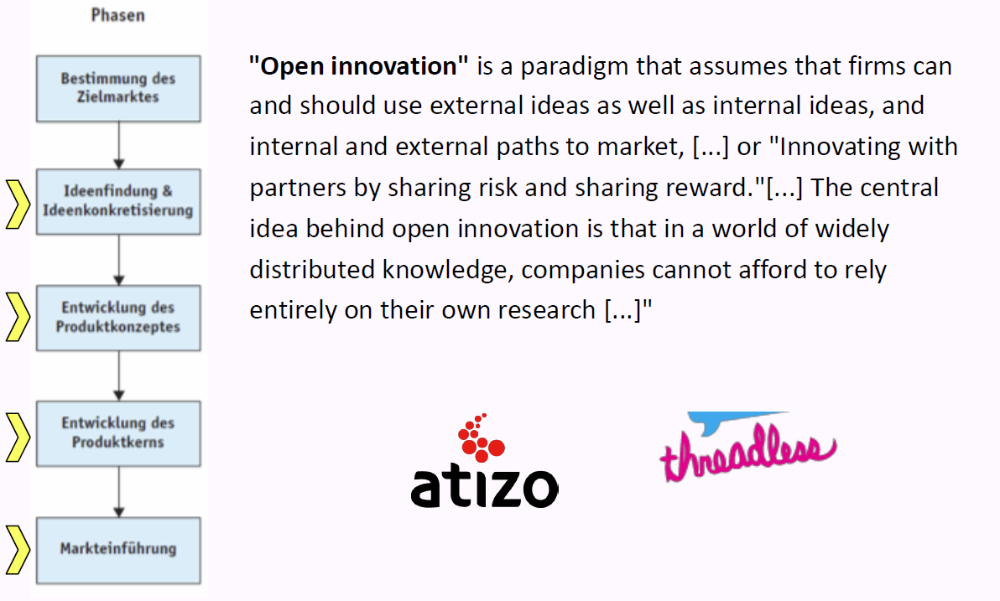 Phasen
Bestimmung des
Zielmarktes
Ideenfindung &
Ideenkonkretisierung
Entwicklung des
Produktkonzeptes
Entwicklung des
Produktkerns
Markteinführung
"Open innovation" is a paradigm that assumes that firms can
and should use external ideas as well as internal ideas, and
internal and external paths to market, [...] or "Innovating with
partners by sharing risk and sharing reward."[...] The central
idea behind open innovation is that in a world of widely
distributed knowledge, companies cannot afford to rely
entirely on their own research [...]"
atizo
threadless